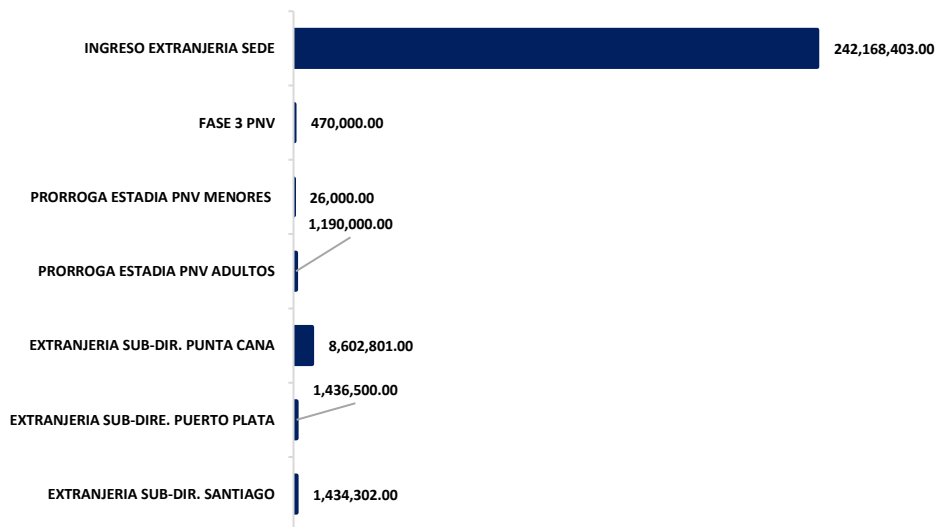 INGRESO EXTRANJERIA SEDE
242,168,403.00
FASE 3 PNV
470,000.00
PRORROGA ESTADIA PNV MENORES
26,000.00
1,190,000.00
PRORROGA ESTADIA PNV ADULTOS
EXTRANJERIA SUB-DIR. PUNTA CANA
8,602,801.00
1,436,500.00
EXTRANJERIA SUB-DIRE. PUERTO PLATA
EXTRANJERIA SUB-DIR. SANTIAGO
1,434,302.00